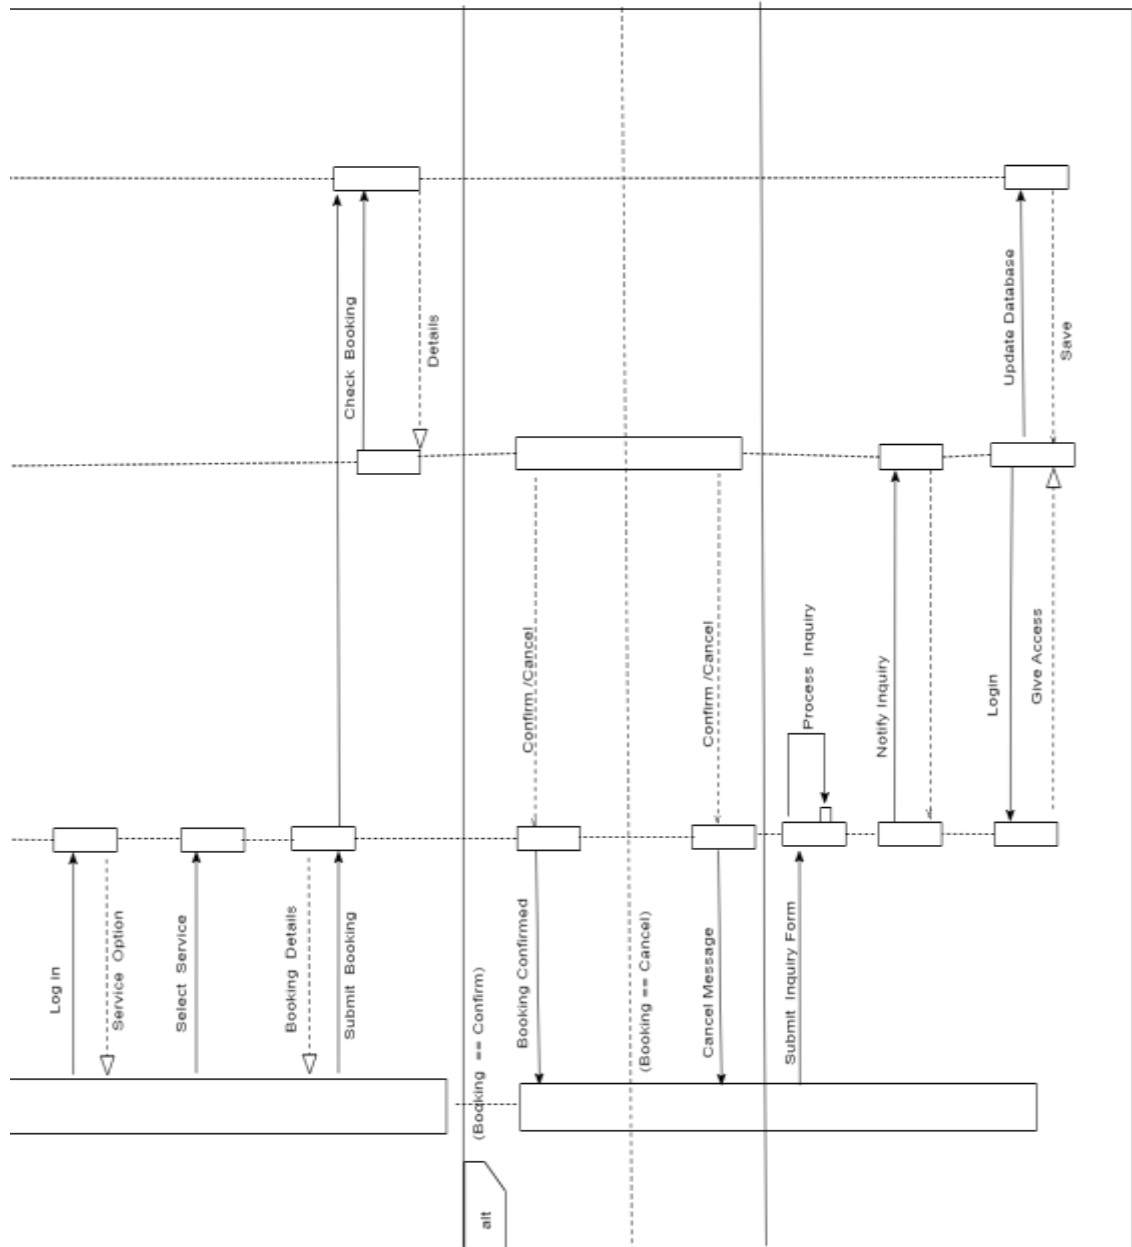 Log in
Service Option
Select Service
Booking Details
Submit Booking
Check Booking
Details
alt
(Booking == Confirm)
Confirm /Cancel
Booking Confirmed
(Booking == Cancel)
Confirm /Cancel
Cancel Message
Submit Inquiry Form
Process Inquiry
Notify Inquiry
Login
Give Access
Update Database
Save